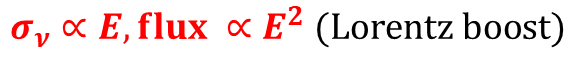 σ_ν ∝ E, flux ∝ E² (Lorentz boost)